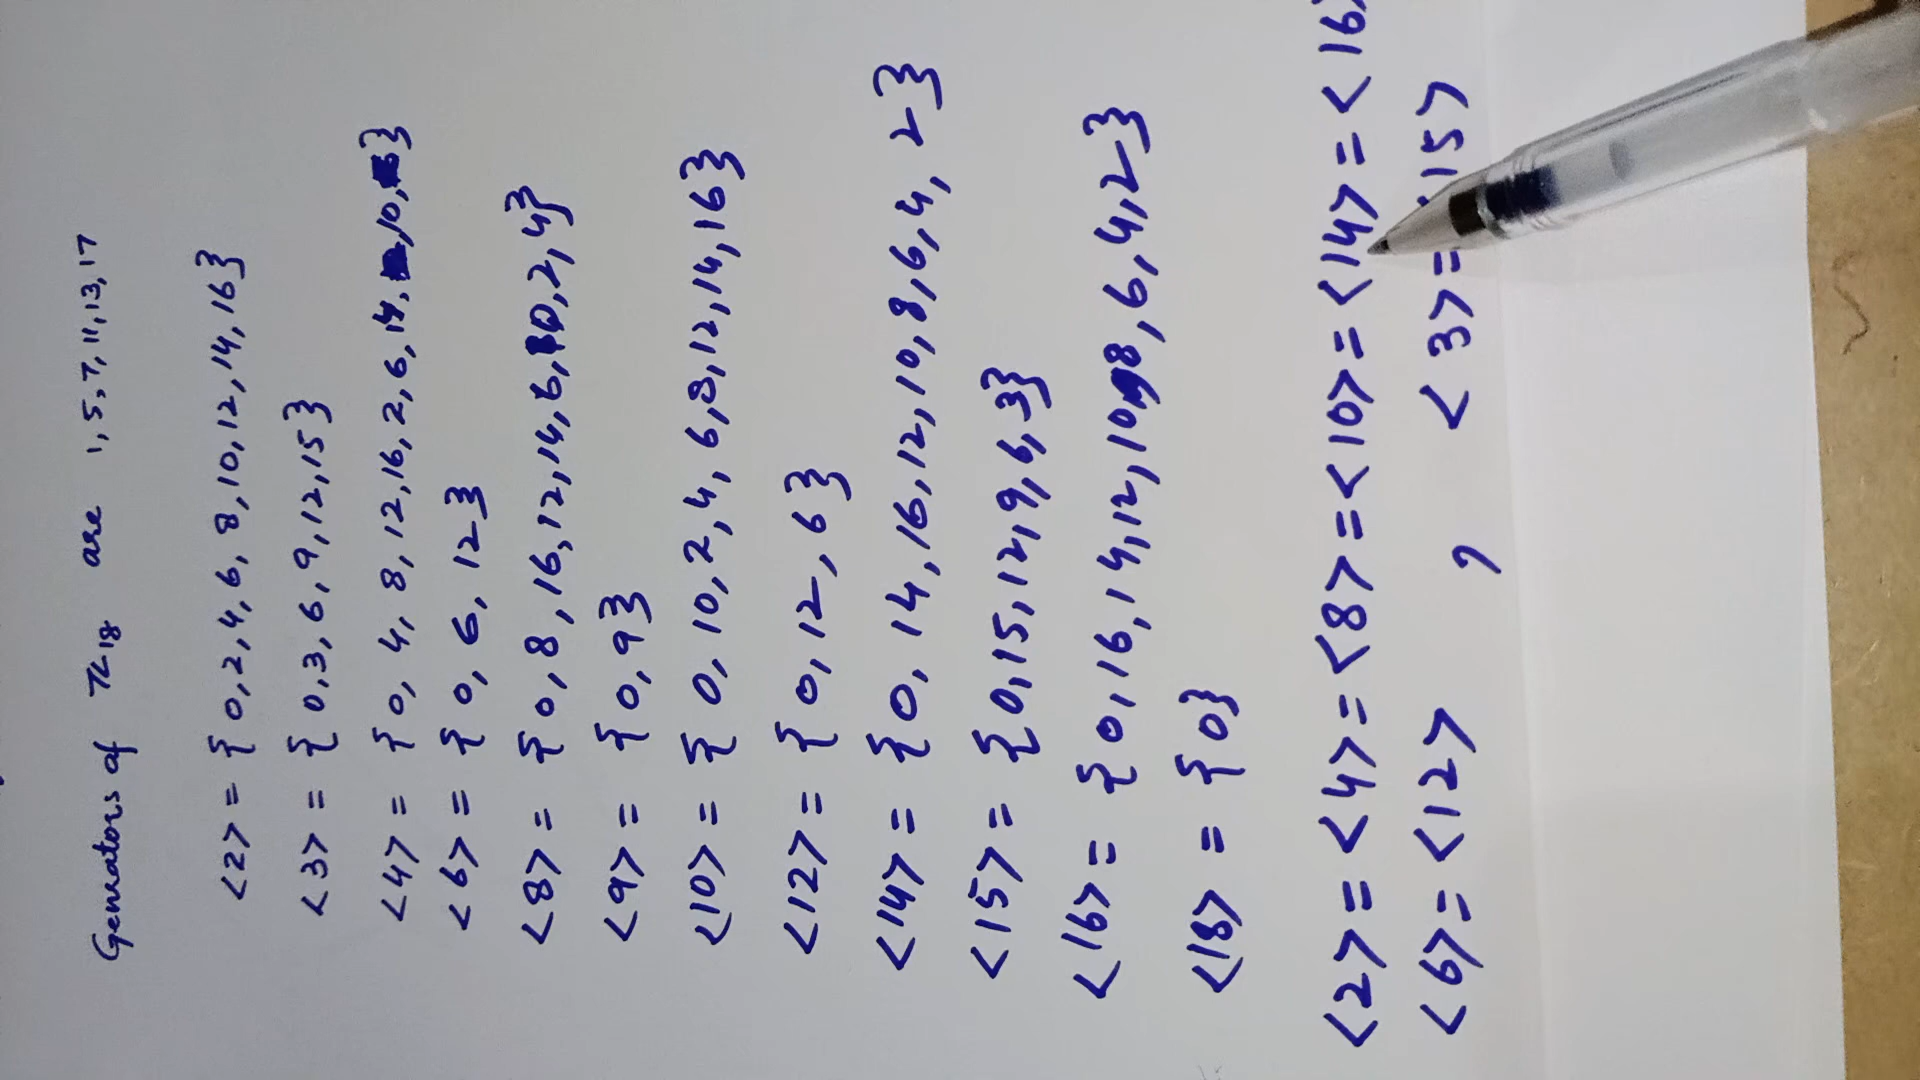 Generators of ℤ18 are 1,5,7,11,13,17
<2> = {0,2,4,6,8,10,12,14,16}
<3> = {0,3,6,9,12,15}
<4> = {0,4,8,12,16,2,6,14,10,}
<6> = {0,6,12}
<8> = {0,8,16,12,14,6,10,2,4}
<9> = {0,9}
<10> = {0,10,2,4,6,8,12,14,16}
<12> = {0,12,6}
<14> = {0,14,16,12,10,8,6,4,2}
<15> = {0,15,12,9,6,3}
<16> = {0,16,14,12,10,8,6,4,2}
<18> = {0}
<2> = <4> = <8> = <10> = <14> = <16>
<6> = <12> , <3> = <15>